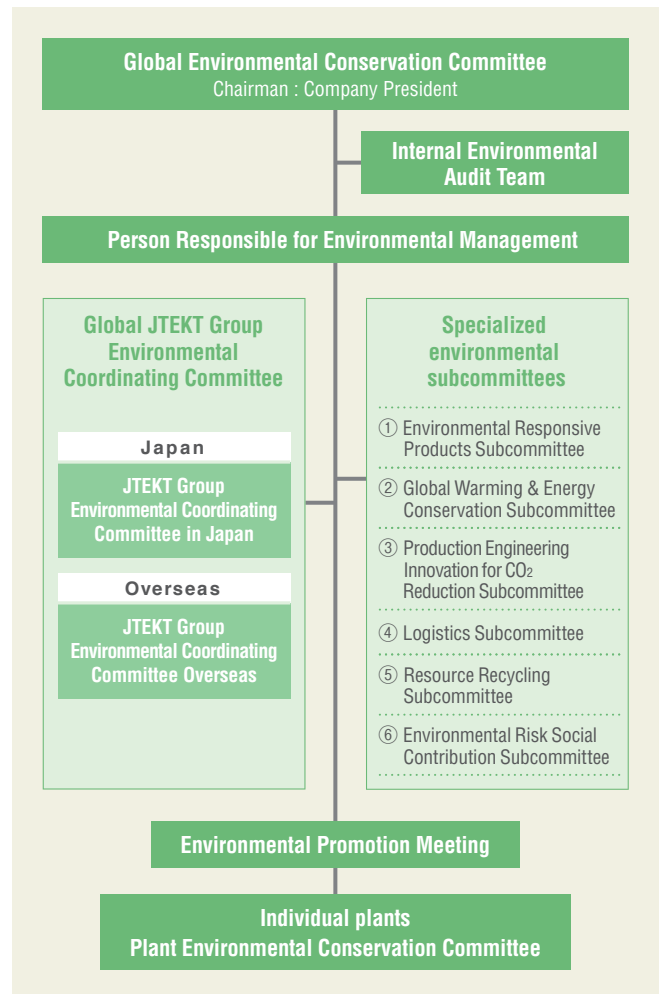 Global Environmental Conservation Committee
Chairman : Company President
Internal Environmental
Audit Team
Person Responsible for Environmental Management
Global JTEKT Group
Environmental
Coordinating Committee
Japan
JTEKT Group
Environmental Coordinating
Committee in Japan
Overseas
JTEKT Group
Environmental Coordinating
Committee Overseas
Specialized
environmental
subcommittees
① Environmental Responsive
Products Subcommittee
② Global Warming & Energy
Conservation Subcommittee
③ Production Engineering
Innovation for CO₂
Reduction Subcommittee
④ Logistics Subcommittee
⑤ Resource Recycling
Subcommittee
⑥ Environmental Risk Social
Contribution Subcommittee
Environmental Promotion Meeting
Individual plants
Plant Environmental Conservation Committee